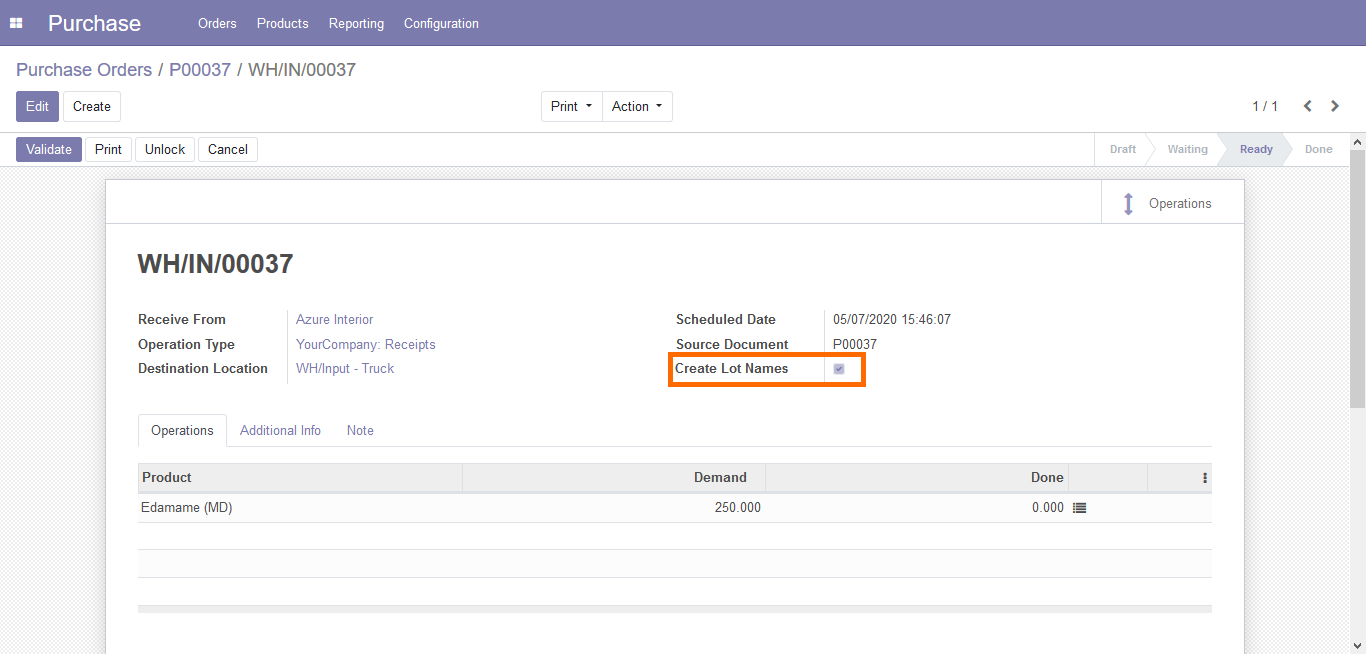 Purchase Orders Products Reporting Configuration
Purchase Orders / P00037 / WH/IN/00037
Edit Create Print Action 1 / 1
Validate Print Unlock Cancel Draft Waiting Ready Done
Operations
WH/IN/00037
Receive From Azure Interior Scheduled Date 05/07/2020 15:46:07
Operation Type YourCompany: Receipts Source Document P00037
Destination Location WH/Input - Truck Create Lot Names
Operations Additional Info Note
Product Demand Done
Edamame (MD) 250.000 0.000